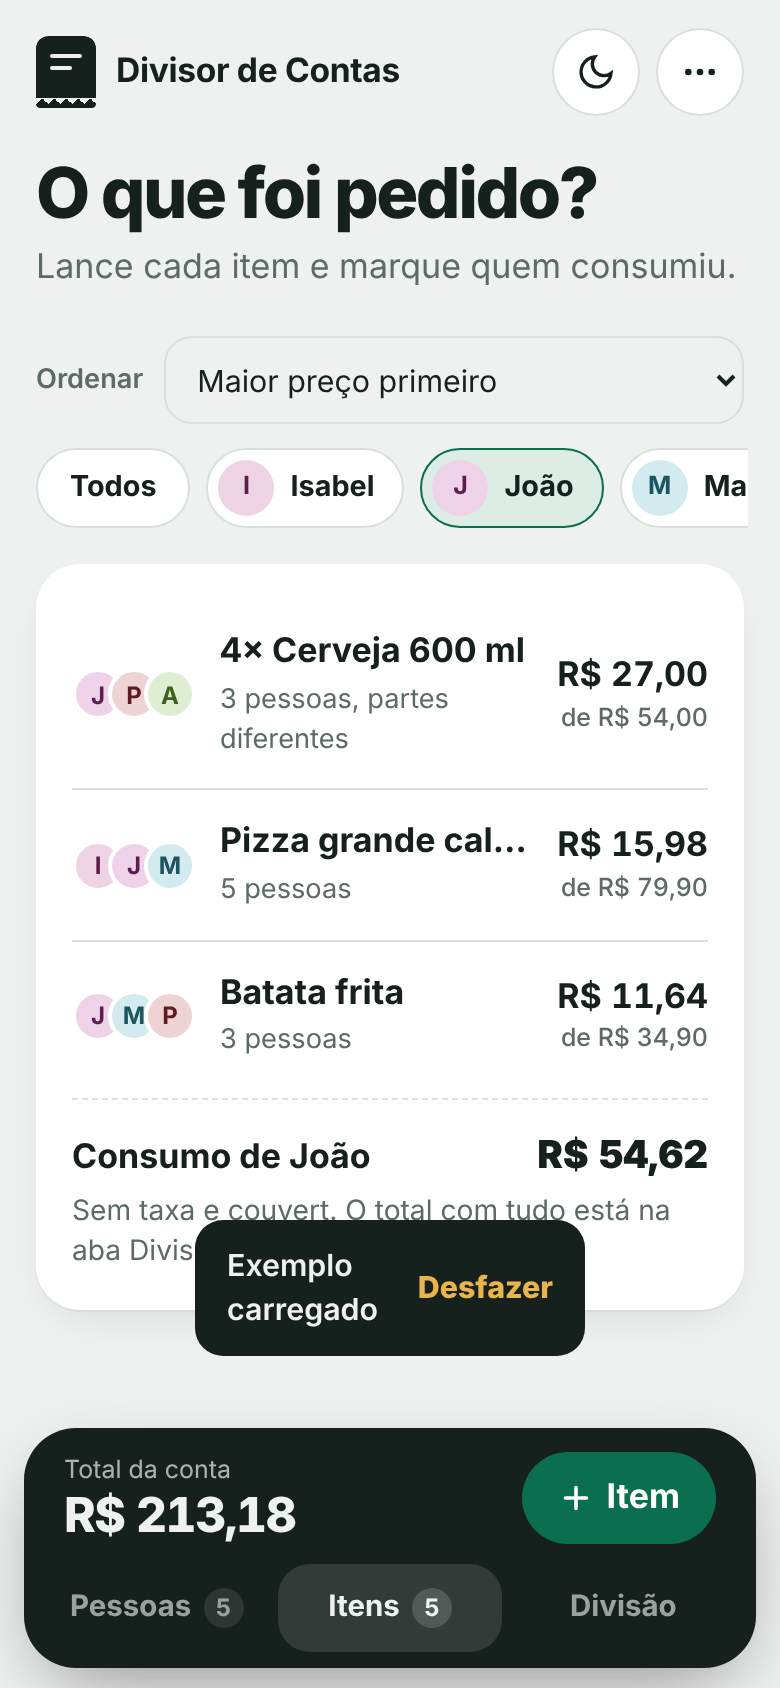 Divisor de Contas
O que foi pedido?
Lance cada item e marque quem consumiu.
Ordenar
Maior preço primeiro
Todos
I Isabel
J João
M Ma
J P A
4× Cerveja 600 ml
3 pessoas, partes
diferentes
R$ 27,00
de R$ 54,00
I J M
Pizza grande cal...
5 pessoas
R$ 15,98
de R$ 79,90
J M P
Batata frita
3 pessoas
R$ 11,64
de R$ 34,90
Consumo de João
R$ 54,62
Sem taxa e couvert. O total com tudo está na
aba Divis
Exemplo
carregado
Desfazer
Total da conta
R$ 213,18
+ Item
Pessoas 5
Itens 5
Divisão